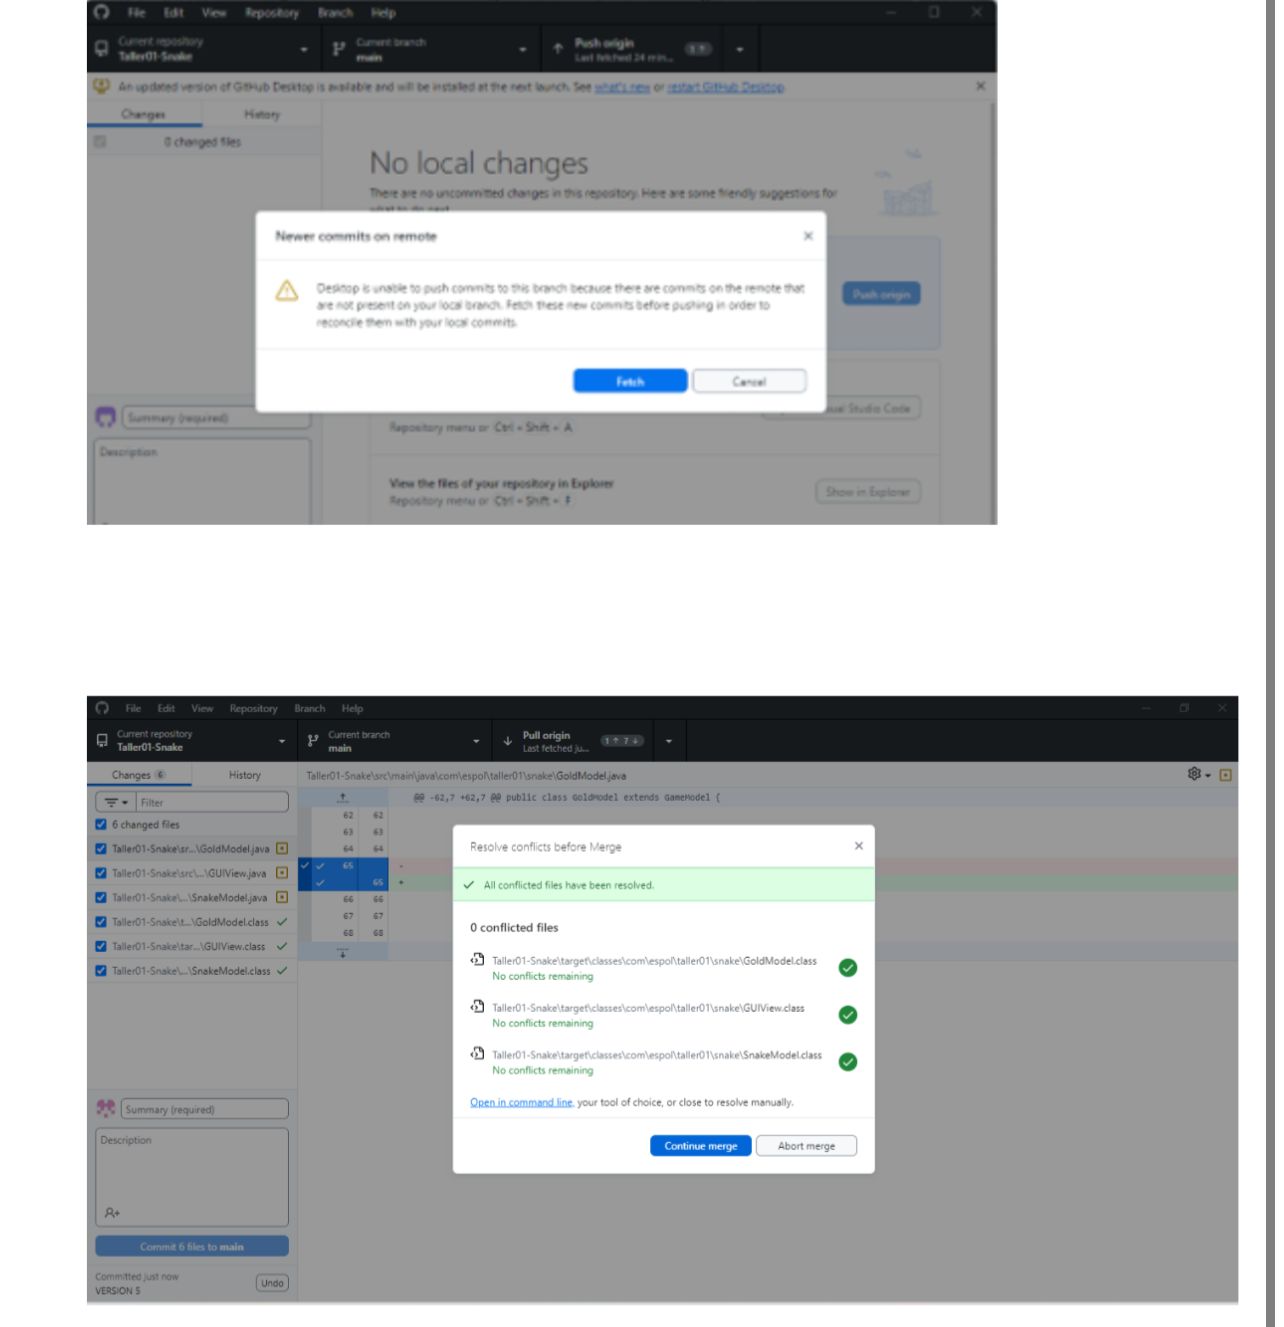 File Edit View Repository Branch Help
Current repository
Taller01-Snake
Current branch
main
Push origin
Last fetched 24 min...
1↑
An updated version of GitHub Desktop is available and will be installed at the next launch. See what's new or restart GitHub Desktop.
Changes
History
0 changed files
No local changes
There are no uncommitted changes in this repository. Here are some friendly suggestions for
what to do next.
Newer commits on remote
Desktop is unable to push commits to this branch because there are commits on the remote that
are not present on your local branch. Fetch these new commits before pushing in order to
reconcile them with your local commits.
Fetch
Cancel
Push origin
Summary (required)
Description
ual Studio Code
Repository menu or Ctrl + Shift + A
View the files of your repository in Explorer
Repository menu or Ctrl + Shift + F
Show in Explorer
File Edit View Repository Branch Help
Current repository
Taller01-Snake
Current branch
main
Pull origin
Last fetched ju...
1↑ 7↓
Changes 6
History
Taller01-Snake\src\main\java\com\espol\taller01\snake\GoldModel.java
Filter
6 changed files
Taller01-Snake\sr...\GoldModel.java
Taller01-Snake\src\...\GUIView.java
Taller01-Snake\...\SnakeModel.java
Taller01-Snake\t...\GoldModel.class
Taller01-Snake\tar...\GUIView.class
Taller01-Snake\...\SnakeModel.class
@@ -62,7 +62,7 @@ public class GoldModel extends GameModel {
62 62
63 63
64 64
65 -
65 +
66 66
67 67
68 68
Resolve conflicts before Merge
All conflicted files have been resolved.
0 conflicted files
Taller01-Snake\target\classes\com\espol\taller01\snake\GoldModel.class
No conflicts remaining
Taller01-Snake\target\classes\com\espol\taller01\snake\GUIView.class
No conflicts remaining
Taller01-Snake\target\classes\com\espol\taller01\snake\SnakeModel.class
No conflicts remaining
Open in command line, your tool of choice, or close to resolve manually.
Continue merge
Abort merge
Summary (required)
Description
Commit 6 files to main
Committed just now
VERSION 5
Undo